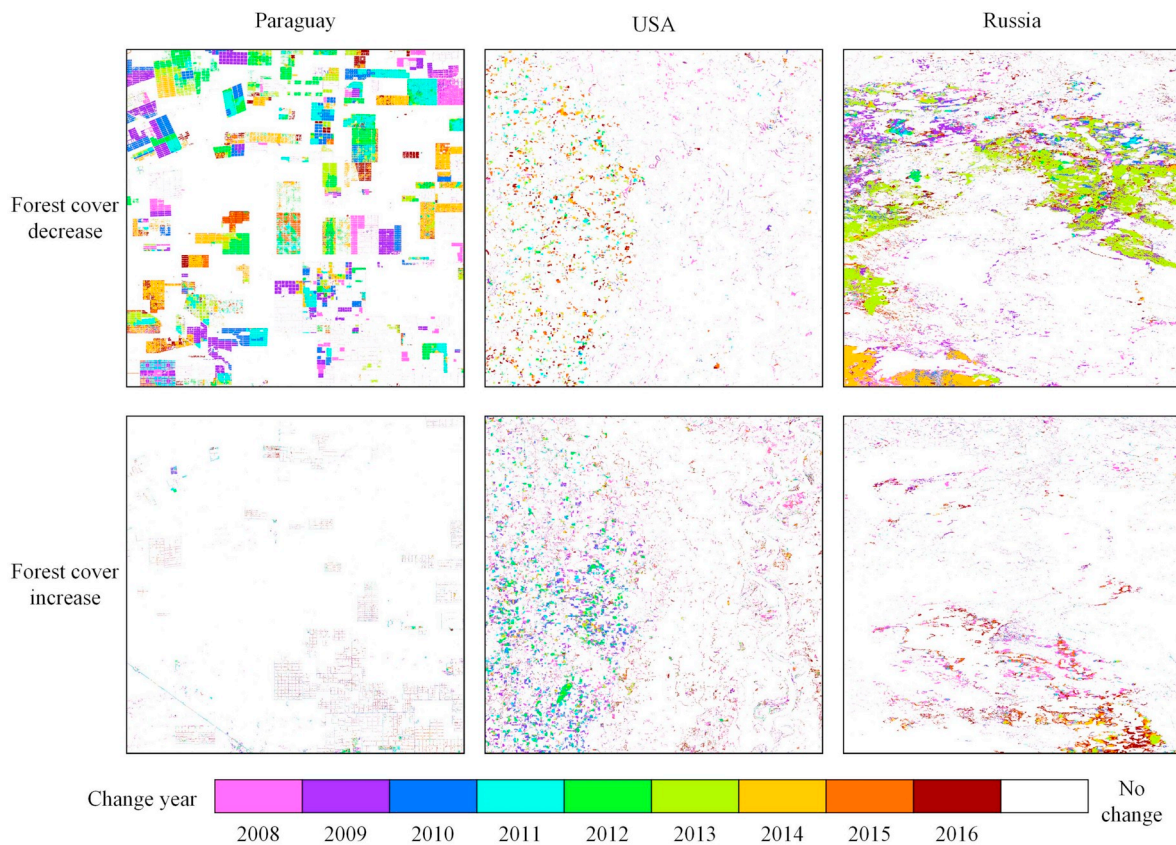 Paraguay
USA
Russia
Forest cover
decrease
Forest cover
increase
Change year
No
change
2008
2009
2010
2011
2012
2013
2014
2015
2016